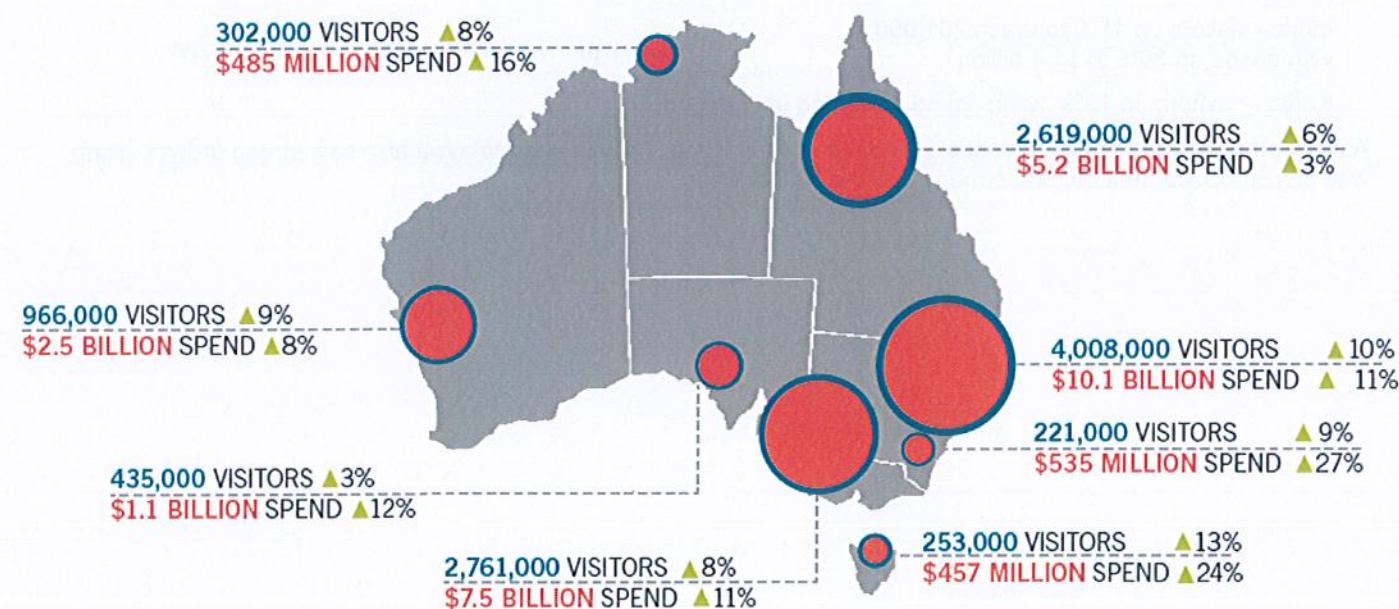 302,000 VISITORS ▲8%
$485 MILLION SPEND ▲16%
2,619,000 VISITORS ▲6%
$5.2 BILLION SPEND ▲3%
966,000 VISITORS ▲9%
$2.5 BILLION SPEND ▲8%
4,008,000 VISITORS ▲10%
$10.1 BILLION SPEND ▲11%
221,000 VISITORS ▲9%
$535 MILLION SPEND ▲27%
435,000 VISITORS ▲3%
$1.1 BILLION SPEND ▲12%
253,000 VISITORS ▲13%
$457 MILLION SPEND ▲24%
2,761,000 VISITORS ▲8%
$7.5 BILLION SPEND ▲11%